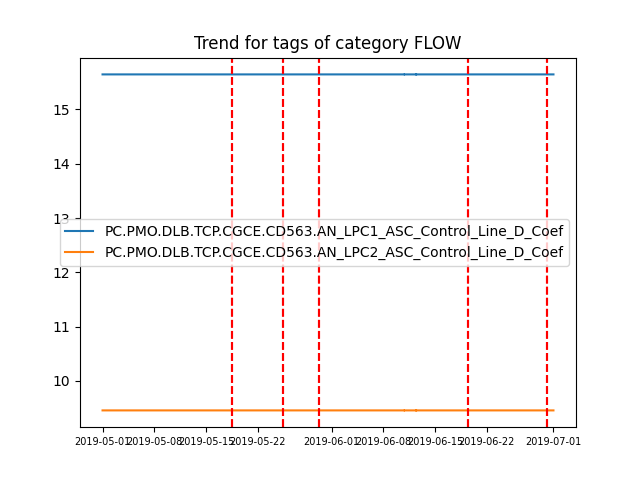 Trend for tags of category FLOW
15
14
13
12
11
10
PC.PMO.DLB.TCP.CGCE.CD563.AN_LPC1_ASC_Control_Line_D_Coef
PC.PMO.DLB.TCP.CGCE.CD563.AN_LPC2_ASC_Control_Line_D_Coef
2019-05-01 2019-05-08 2019-05-15 2019-05-22 2019-06-01 2019-06-08 2019-06-15 2019-06-22 2019-07-01